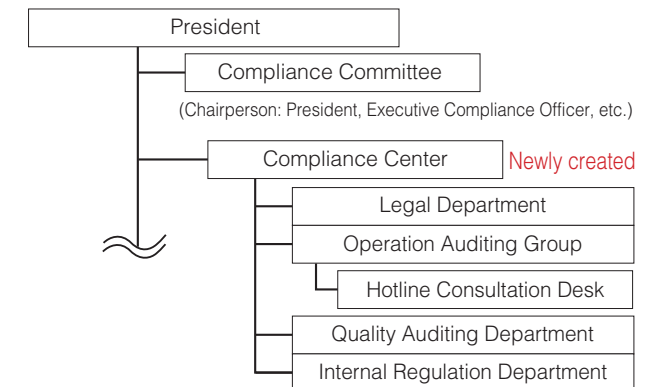 President
Compliance Committee
(Chairperson: President, Executive Compliance Officer, etc.)
Compliance Center
Newly created
Legal Department
Operation Auditing Group
Hotline Consultation Desk
Quality Auditing Department
Internal Regulation Department